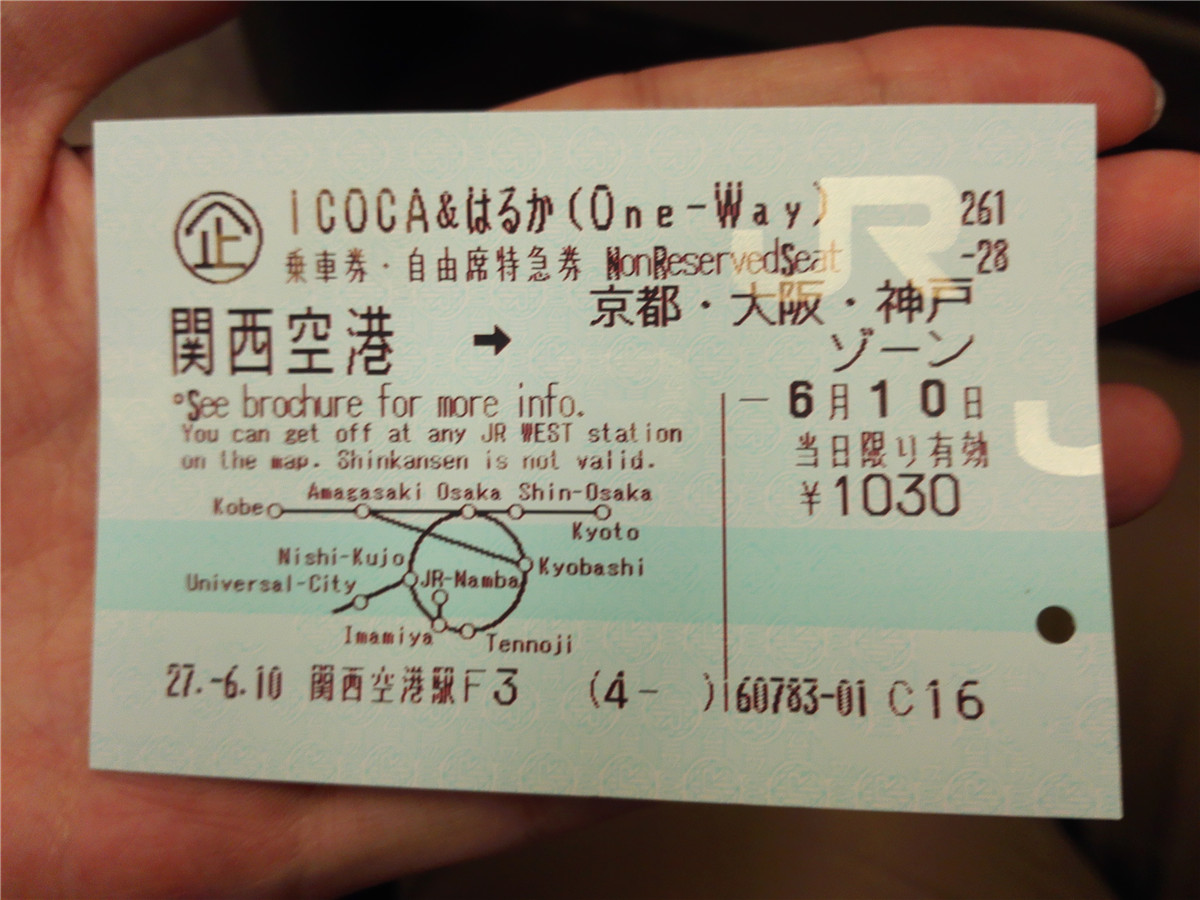 企 ICOCA&はるか(One-Way) 261
乗車券・自由席特急券 NonReservedSeat -28
JR
関西空港 ➡ 京都・大阪・神戸
ゾーン
°See brochure for more info.
- 6月10日
You can get off at any JR WEST station
on the map. Shinkansen is not valid.
当日限り有効
¥1030
Amagasaki Osaka Shin-Osaka
Kobe
Kyoto
Nishi-Kujo
Kyobashi
Universal-City
JR-Namba
Imamiya
Tennoji
27.-6.10 関西空港駅F3 (4- ) 60783-01 C16